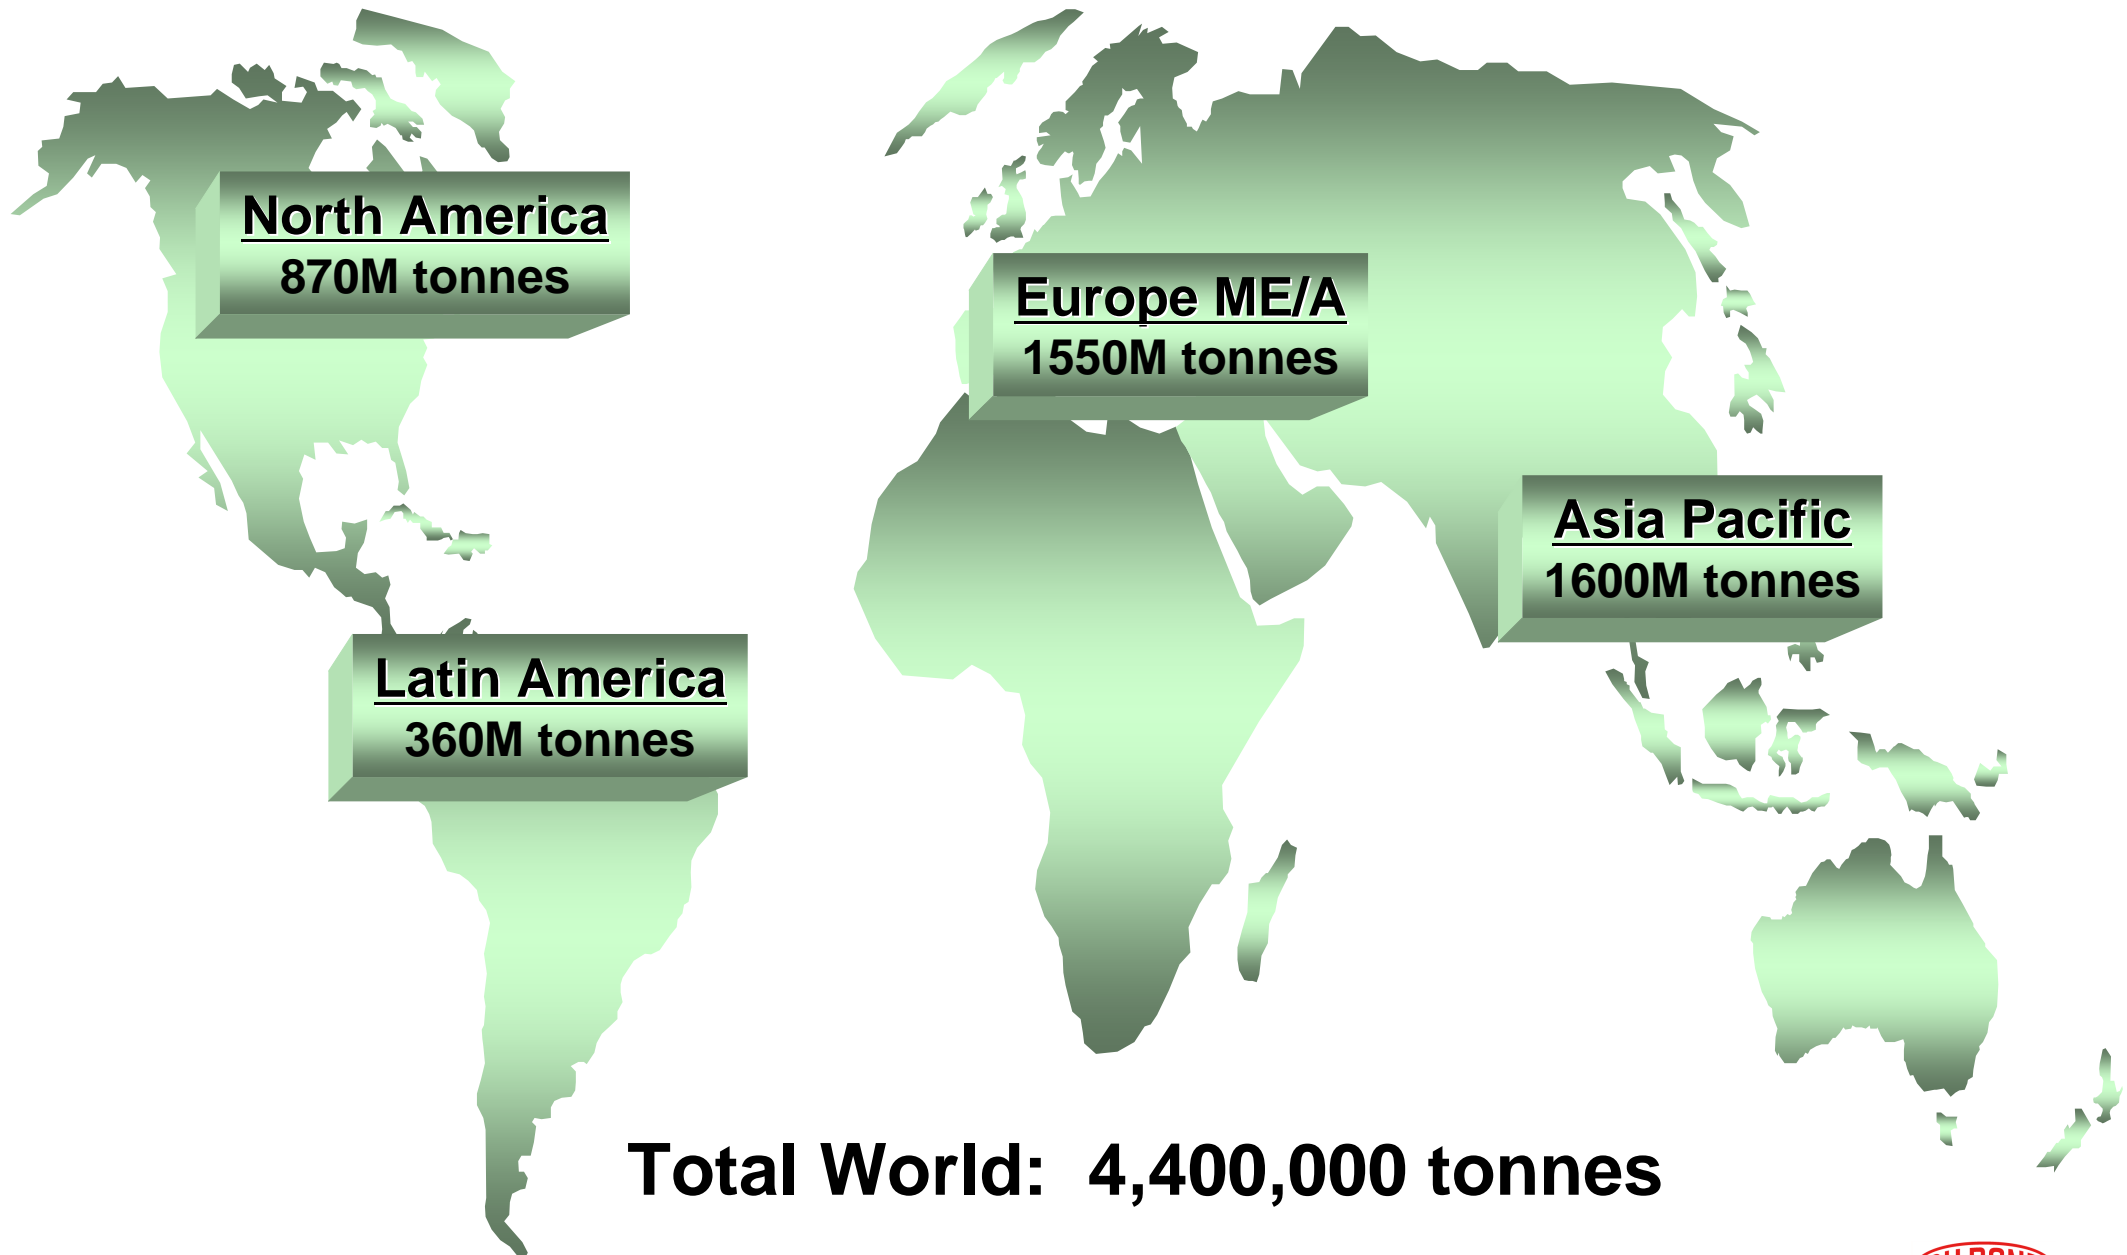 North America
870M tonnes
Europe ME/A
1550M tonnes
Asia Pacific
1600M tonnes
Latin America
360M tonnes
Total World:  4,400,000 tonnes